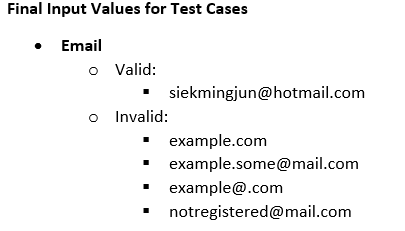 Final Input Values for Test Cases
• Email
o Valid:
▪ siekmingjun@hotmail.com
o Invalid:
▪ example.com
▪ example.some@mail.com
▪ example@.com
▪ notregistered@mail.com